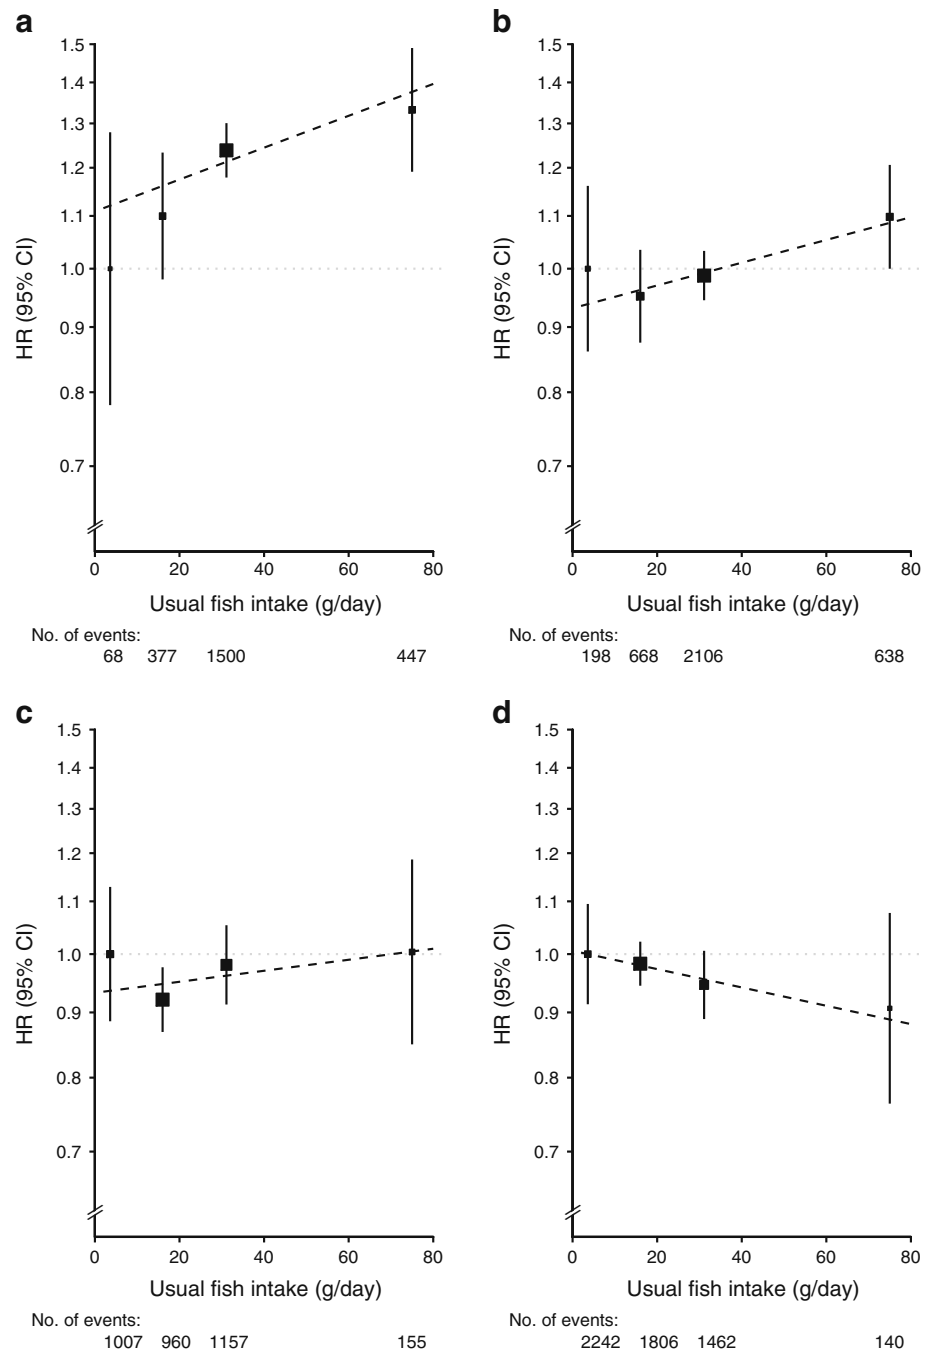 a
1.5
1.4
1.3
1.2
1.1
1.0
0.9
0.8
0.7
HR (95% CI)
0 20 40 60 80
Usual fish intake (g/day)
No. of events:
68 377 1500 447
b
1.5
1.4
1.3
1.2
1.1
1.0
0.9
0.8
0.7
HR (95% CI)
0 20 40 60 80
Usual fish intake (g/day)
No. of events:
198 668 2106 638
c
1.5
1.4
1.3
1.2
1.1
1.0
0.9
0.8
0.7
HR (95% CI)
0 20 40 60 80
Usual fish intake (g/day)
No. of events:
1007 960 1157 155
d
1.5
1.4
1.3
1.2
1.1
1.0
0.9
0.8
0.7
HR (95% CI)
0 20 40 60 80
Usual fish intake (g/day)
No. of events:
2242 1806 1462 140